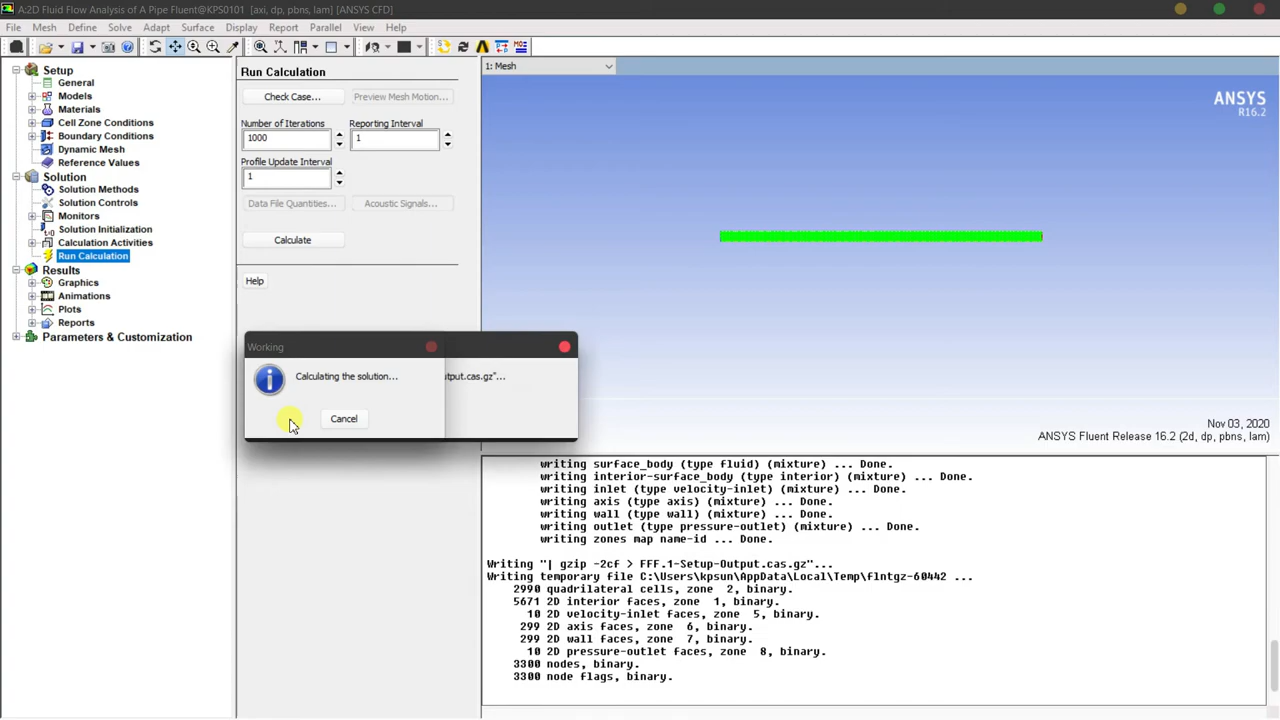 A:2D Fluid Flow Analysis of A Pipe Fluent@KPS0101 [axi, dp, pbns, lam] [ANSYS CFD]
File Mesh Define Solve Adapt Surface Display Report Parallel View Help
Setup
General
Models
Materials
Cell Zone Conditions
Boundary Conditions
Dynamic Mesh
Reference Values
Solution
Solution Methods
Solution Controls
Monitors
Solution Initialization
Calculation Activities
Run Calculation
Results
Graphics
Animations
Plots
Reports
Parameters & Customization
Run Calculation
Check Case... Preview Mesh Motion...
Number of Iterations Reporting Interval
1000 1
Profile Update Interval
1
Data File Quantities... Acoustic Signals...
Calculate
Help
Working
Calculating the solution... utput.cas.gz"...
Cancel
1: Mesh
ANSYS
R16.2
Nov 03, 2020
ANSYS Fluent Release 16.2 (2d, dp, pbns, lam)
writing surface_body (type fluid) (mixture) ... Done.
writing interior-surface_body (type interior) (mixture) ... Done.
writing inlet (type velocity-inlet) (mixture) ... Done.
writing axis (type axis) (mixture) ... Done.
writing wall (type wall) (mixture) ... Done.
writing outlet (type pressure-outlet) (mixture) ... Done.
writing zones map name-id ... Done.
Writing "| gzip -2cf > FFF.1-Setup-Output.cas.gz"...
Writing temporary file C:\Users\kpsun\AppData\Local\Temp\flntgz-60442 ...
2990 quadrilateral cells, zone 2, binary.
5671 2D interior faces, zone 1, binary.
10 2D velocity-inlet faces, zone 5, binary.
299 2D axis faces, zone 6, binary.
299 2D wall faces, zone 7, binary.
10 2D pressure-outlet faces, zone 8, binary.
3300 nodes, binary.
3300 node flags, binary.